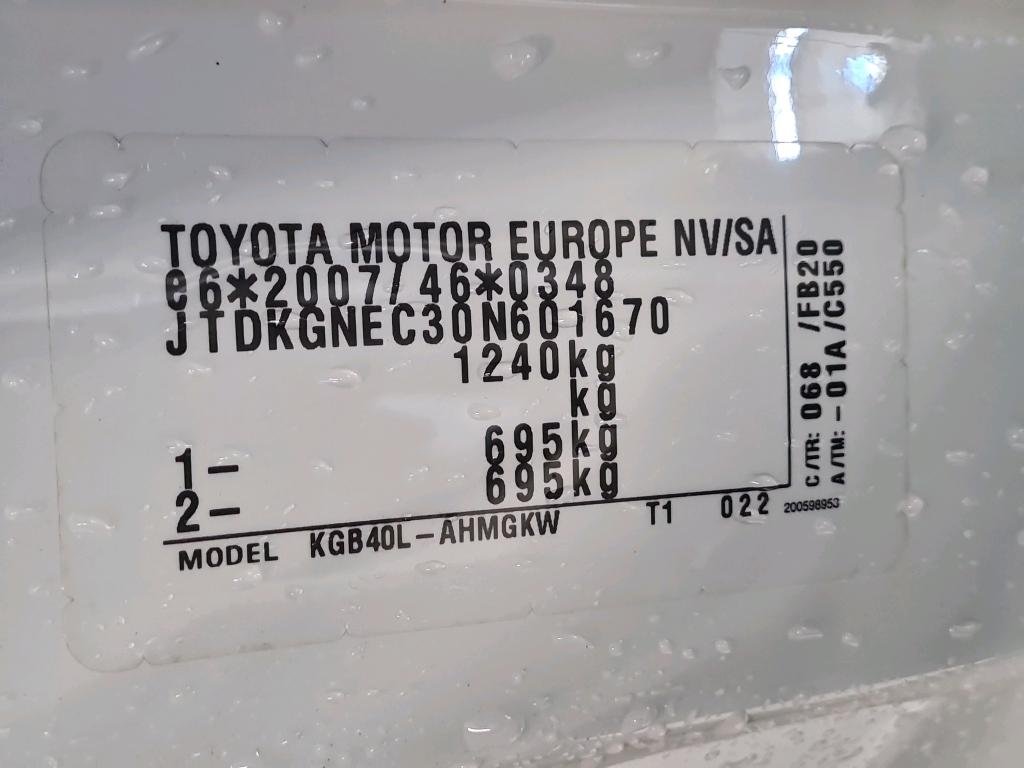 TOYOTA MOTOR EUROPE NV/SA
e6*2007/46*0348
JTDKGNEC30N601670
1240kg
kg
1- 695kg
2- 695kg
MODEL KGB40L-AHMGKW T1 022 200598953
C/TR: 068 /FB20
A/TM: -01A /C550